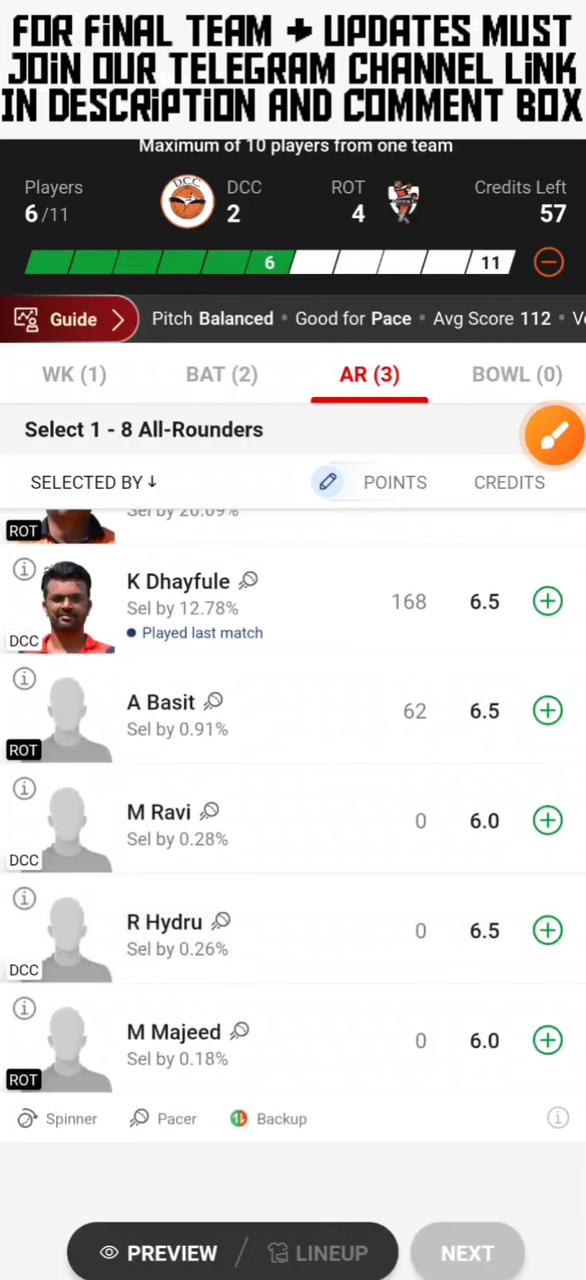 FOR FINAL TEAM + UPDATES MUST
JOIN OUR TELEGRAM CHANNEL LINK
IN DESCRIPTION AND COMMENT BOX
Maximum of 10 players from one team
Players
6/11
DCC
DCC
2
ROT
4
Credits Left
57
6
11
Guide
Pitch Balanced • Good for Pace • Avg Score 112 •
WK (1)
BAT (2)
AR (3)
BOWL (0)
Select 1 - 8 All-Rounders
SELECTED BY ↓
POINTS
CREDITS
Sel by 20.09%
ROT
K Dhayfule
Sel by 12.78%
• Played last match
DCC
168
6.5
A Basit
Sel by 0.91%
ROT
62
6.5
M Ravi
Sel by 0.28%
DCC
0
6.0
R Hydru
Sel by 0.26%
DCC
0
6.5
M Majeed
Sel by 0.18%
ROT
0
6.0
Spinner
Pacer
Backup
PREVIEW / LINEUP
NEXT